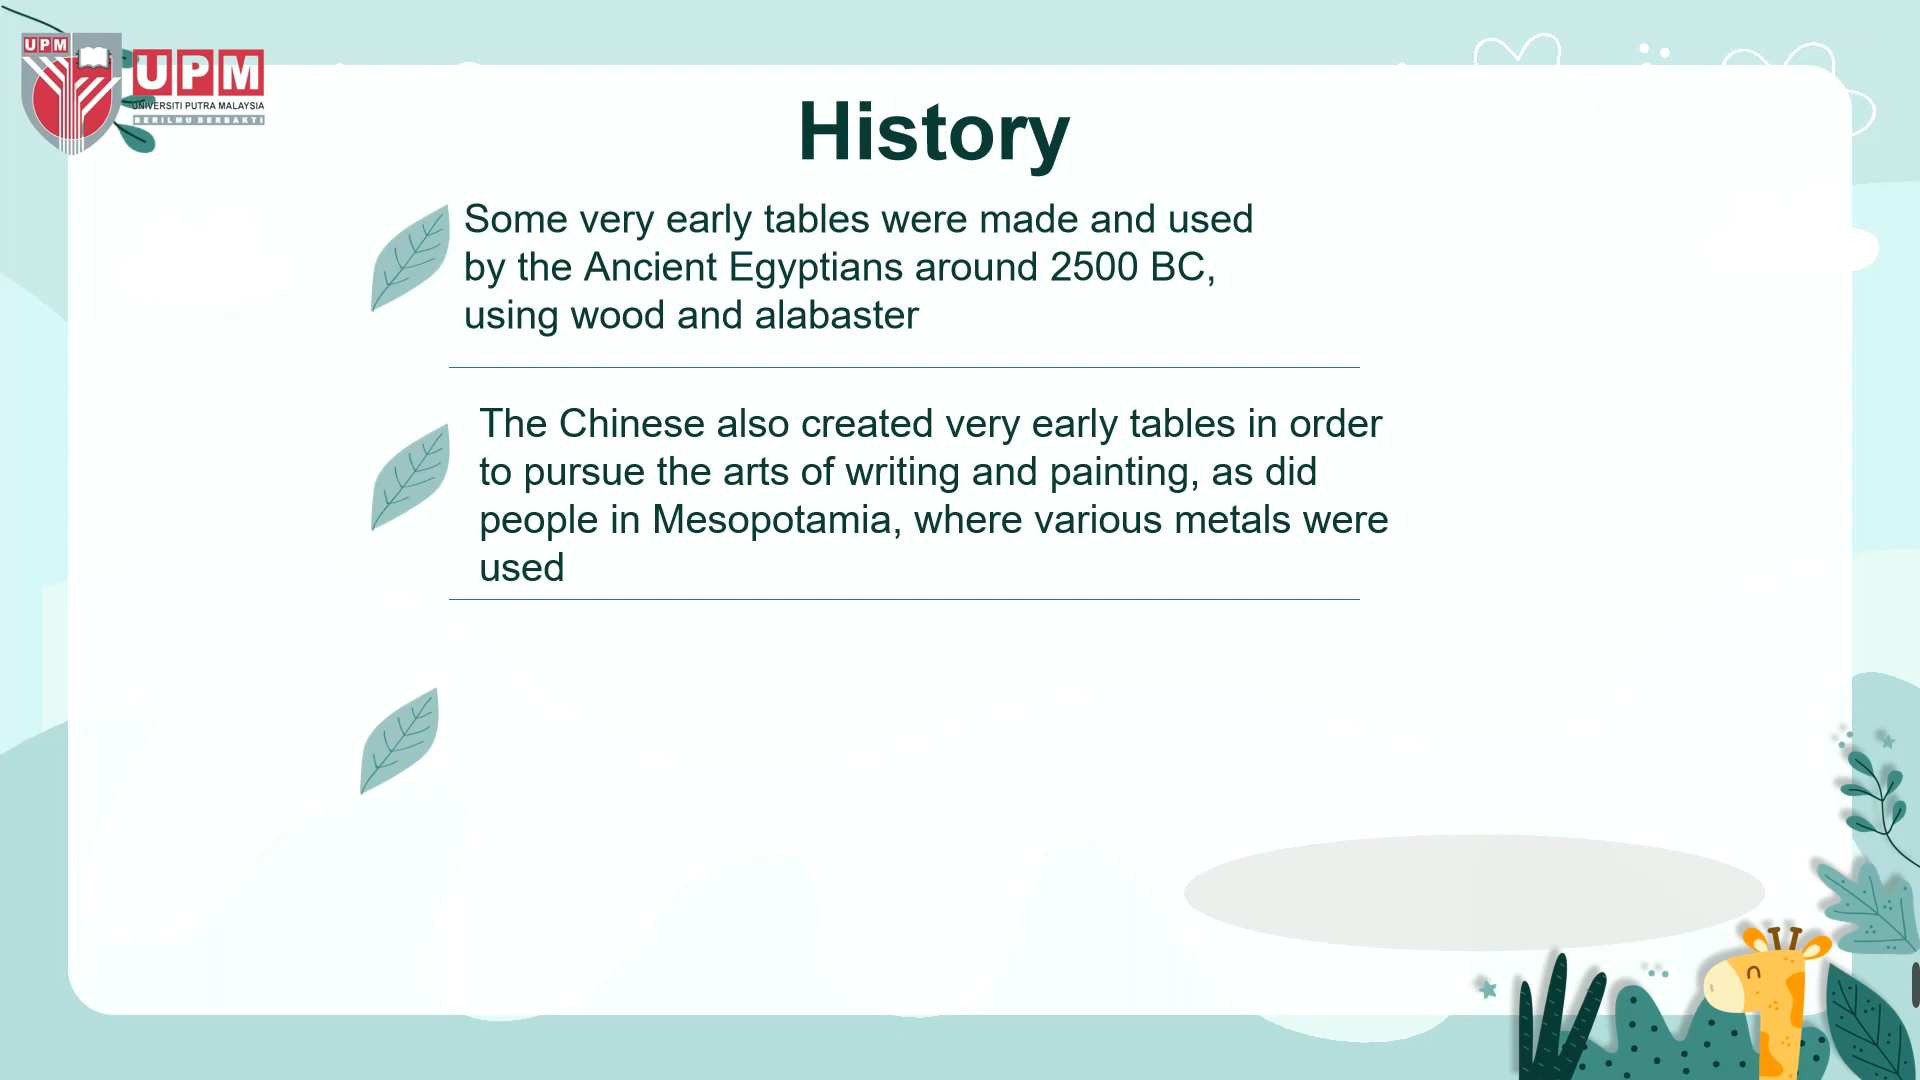 UPM
UPM
UNIVERSITI PUTRA MALAYSIA
BERILMU BERBAKTI
History
Some very early tables were made and used
by the Ancient Egyptians around 2500 BC,
using wood and alabaster
The Chinese also created very early tables in order
to pursue the arts of writing and painting, as did
people in Mesopotamia, where various metals were
used